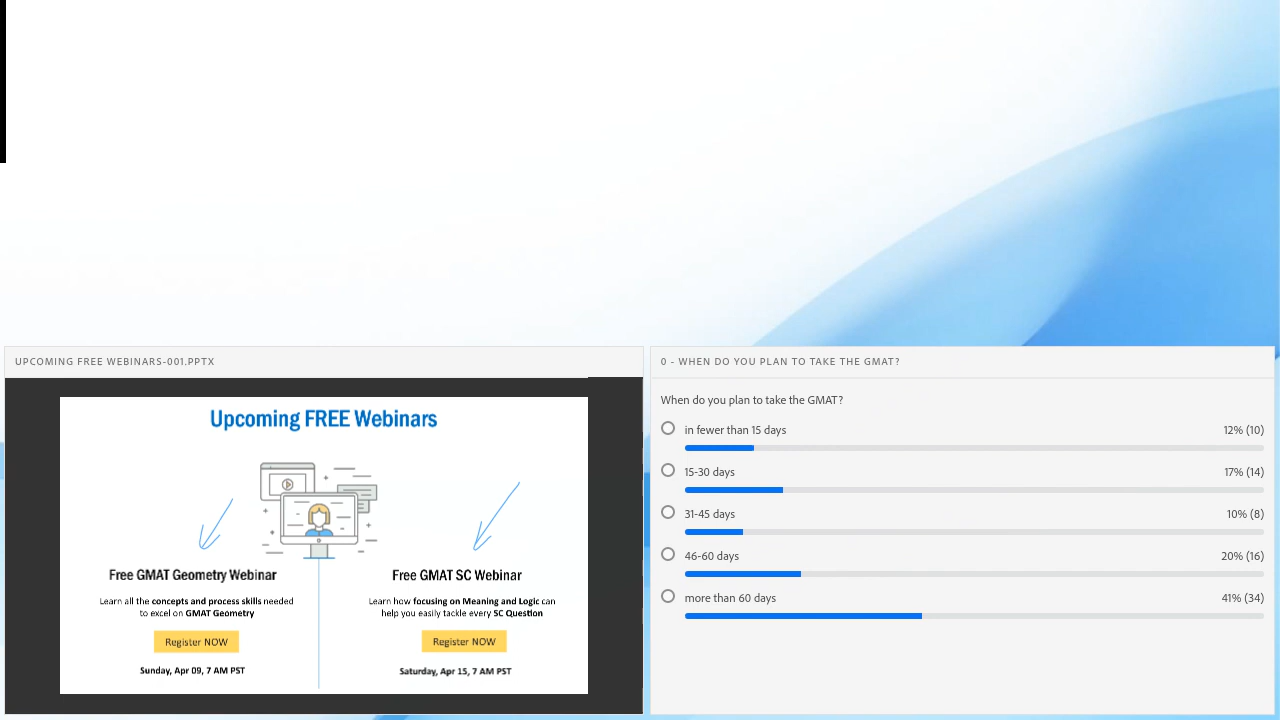 UPCOMING FREE WEBINARS-001.PPTX
Upcoming FREE Webinars
Free GMAT Geometry Webinar
Learn all the concepts and process skills needed
to excel on GMAT Geometry
Register NOW
Sunday, Apr 09, 7 AM PST
Free GMAT SC Webinar
Learn how focusing on Meaning and Logic can
help you easily tackle every SC Question
Register NOW
Saturday, Apr 15, 7 AM PST
0 - WHEN DO YOU PLAN TO TAKE THE GMAT?
When do you plan to take the GMAT?
in fewer than 15 days 12% (10)
15-30 days 17% (14)
31-45 days 10% (8)
46-60 days 20% (16)
more than 60 days 41% (34)